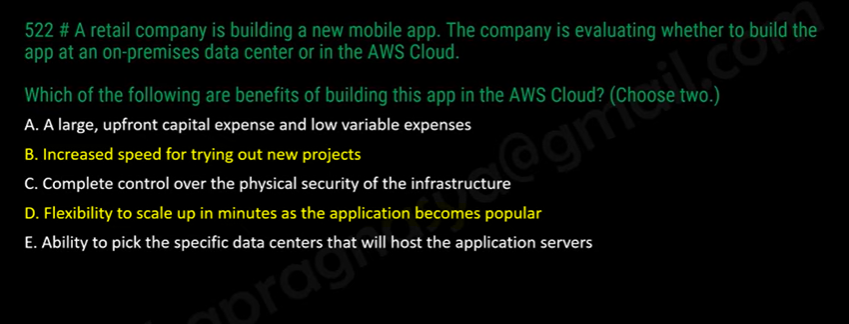 522 # A retail company is building a new mobile app. The company is evaluating whether to build the
app at an on-premises data center or in the AWS Cloud.
Which of the following are benefits of building this app in the AWS Cloud? (Choose two.)
A. A large, upfront capital expense and low variable expenses
B. Increased speed for trying out new projects
C. Complete control over the physical security of the infrastructure
D. Flexibility to scale up in minutes as the application becomes popular
E. Ability to pick the specific data centers that will host the application servers